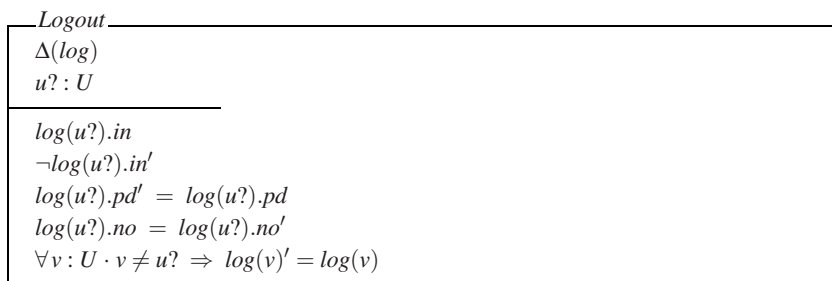 Logout
Δ(log)
u? : U
log(u?).in
¬log(u?).in′
log(u?).pd′ = log(u?).pd
log(u?).no = log(u?).no′
∀v : U · v ≠ u? ⇒ log(v)′ = log(v)